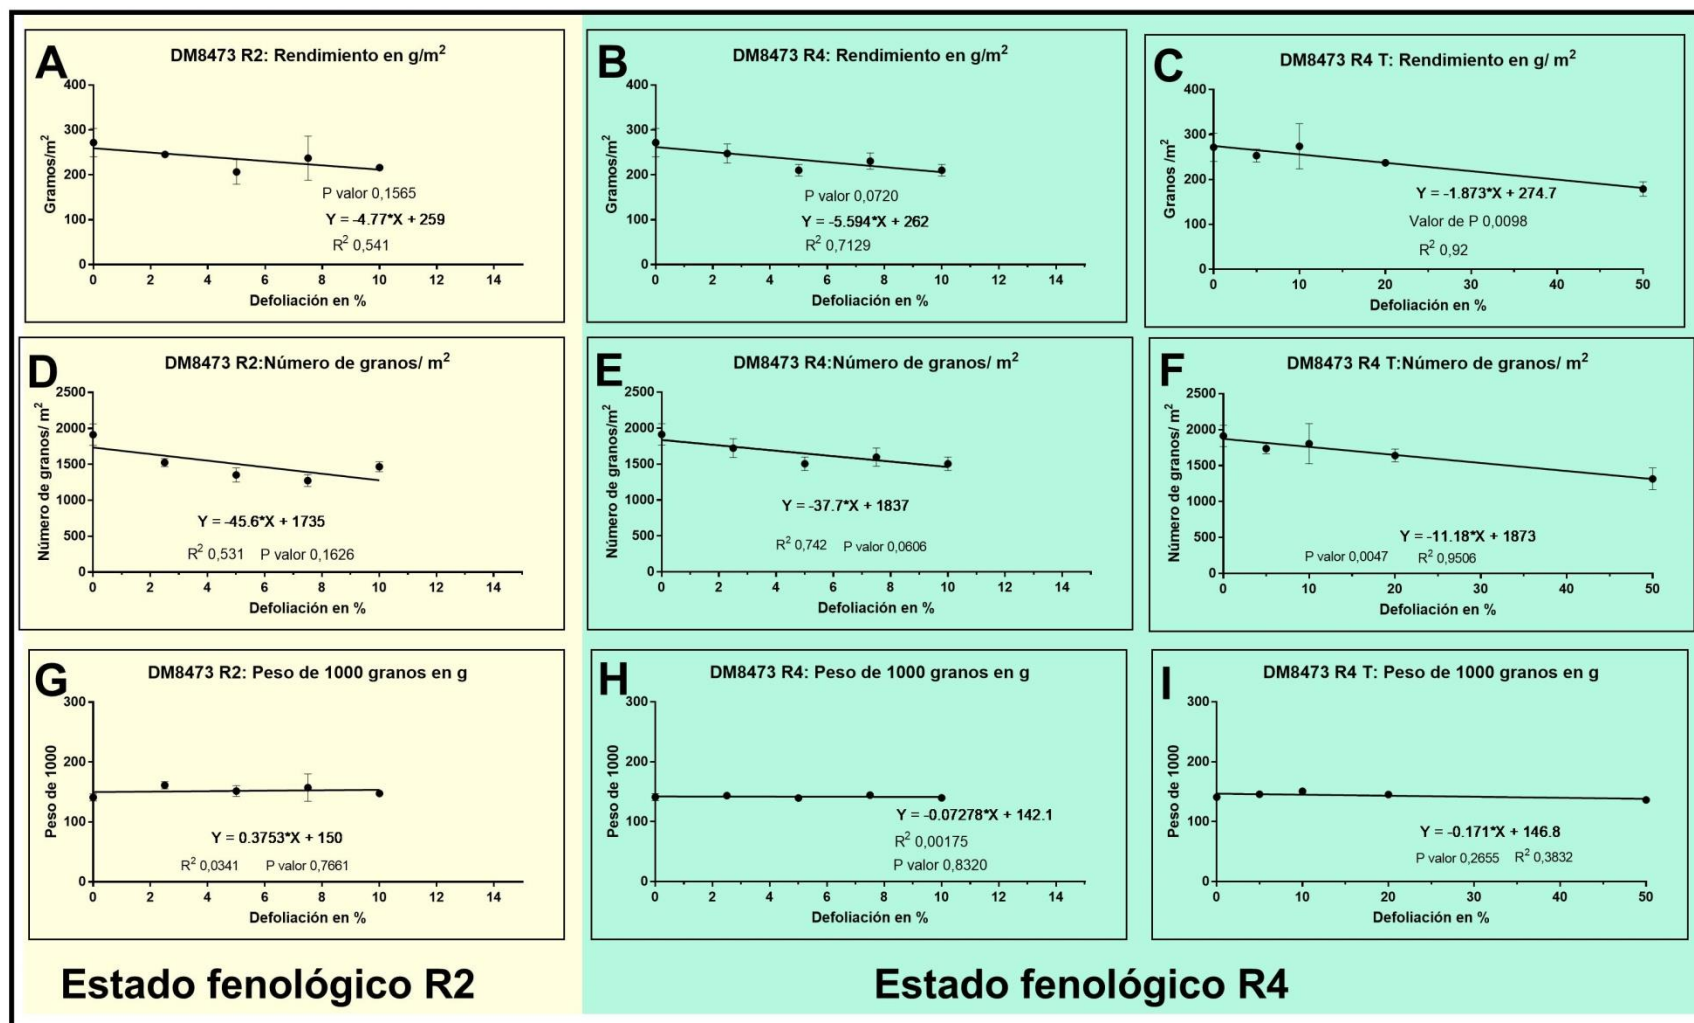 A
DM8473 R2: Rendimiento en g/m²
Gramos/m²
400
300
200
100
0
P valor 0,1565
Y = -4.77*X + 259
R² 0,541
0 2 4 6 8 10 12 14
Defoliación en %
B
DM8473 R4: Rendimiento en g/m²
Gramos/m²
400
300
200
100
0
P valor 0,0720
Y = -5.594*X + 262
R² 0,7129
0 2 4 6 8 10 12 14
Defoliación en %
C
DM8473 R4 T: Rendimiento en g/ m²
Granos /m²
400
300
200
100
0
Y = -1.873*X + 274.7
Valor de P 0,0098
R² 0,92
0 10 20 30 40 50
Defoliación en %
D
DM8473 R2:Número de granos/ m²
Número de granos/ m²
2500
2000
1500
1000
500
0
Y = -45.6*X + 1735
R² 0,531 P valor 0,1626
0 2 4 6 8 10 12 14
Defoliación en %
E
DM8473 R4:Número de granos/ m²
Número de granos/m²
2500
2000
1500
1000
500
0
Y = -37.7*X + 1837
R² 0,742 P valor 0,0606
0 2 4 6 8 10 12 14
Defoliación en %
F
DM8473 R4 T:Número de granos/ m²
Número de granos/ m²
2500
2000
1500
1000
500
0
Y = -11.18*X + 1873
P valor 0,0047 R² 0,9506
0 10 20 30 40 50
Defoliación en %
G
DM8473 R2: Peso de 1000 granos en g
Peso de 1000
300
200
100
0
Y = 0.3753*X + 150
R² 0,0341 P valor 0,7661
0 2 4 6 8 10 12 14
Defoliación en %
H
DM8473 R4: Peso de 1000 granos en g
Peso de 1000
300
200
100
0
Y = -0.07278*X + 142.1
R² 0,00175
P valor 0,8320
0 2 4 6 8 10 12 14
Defoliación en %
I
DM8473 R4 T: Peso de 1000 granos en g
Peso de 1000
300
200
100
0
Y = -0.171*X + 146.8
P valor 0,2655 R² 0,3832
0 10 20 30 40 50
Defoliación en %
Estado fenológico R2
Estado fenológico R4